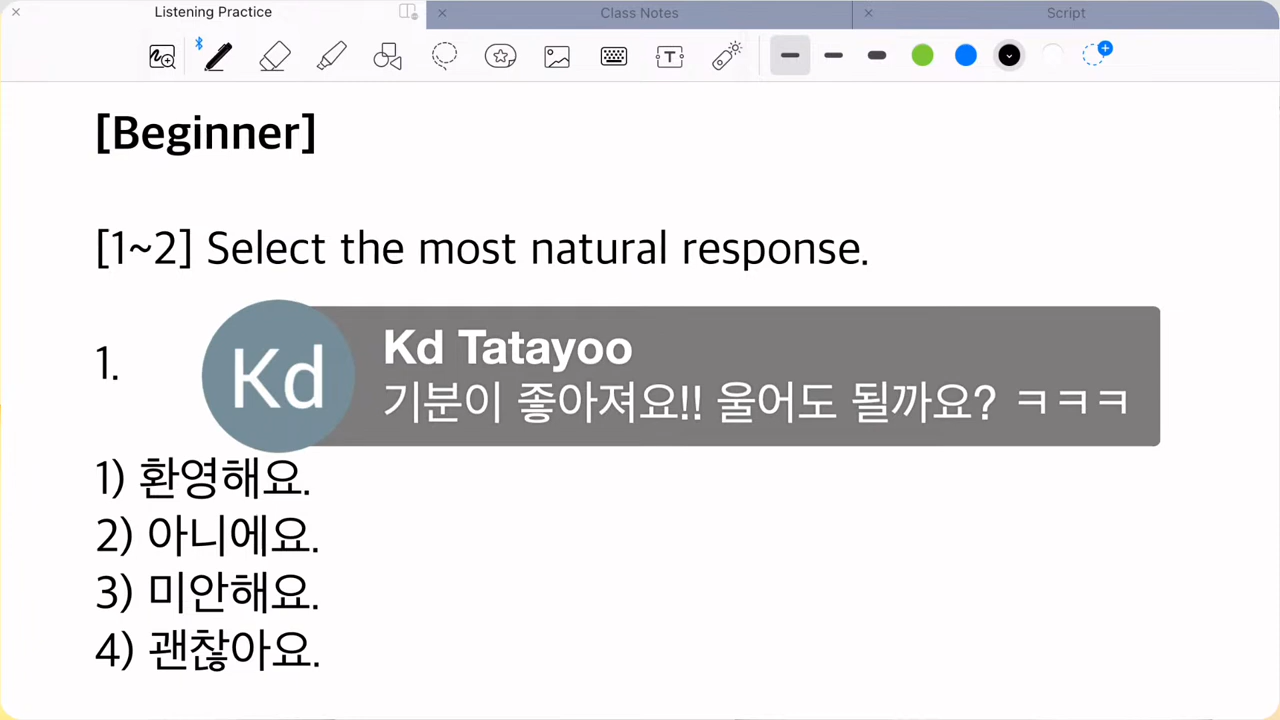 Listening Practice
Class Notes
Script
[Beginner]
[1~2] Select the most natural response.
1.
Kd
Kd Tatayoo
기분이 좋아져요!! 울어도 될까요? ㅋㅋㅋ
1) 환영해요.
2) 아니에요.
3) 미안해요.
4) 괜찮아요.